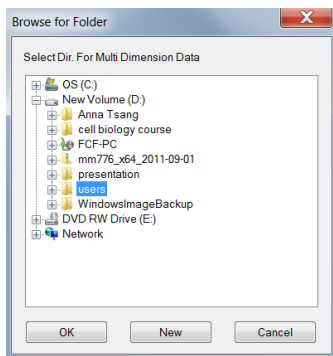 Browse for Folder
Select Dir. For Multi Dimension Data
OS (C:)
New Volume (D:)
Anna Tsang
cell biology course
FCF-PC
mm776_x64_2011-09-01
presentation
users
WindowsImageBackup
DVD RW Drive (E:)
Network
OK New Cancel